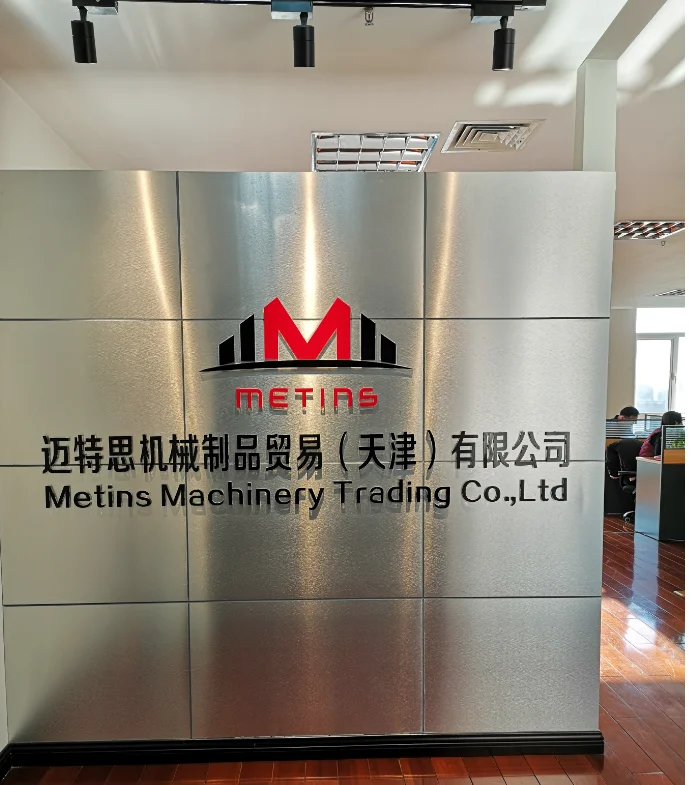 M
METINS
迈特思机械制品贸易（天津）有限公司
Metins Machinery Trading Co.,Ltd